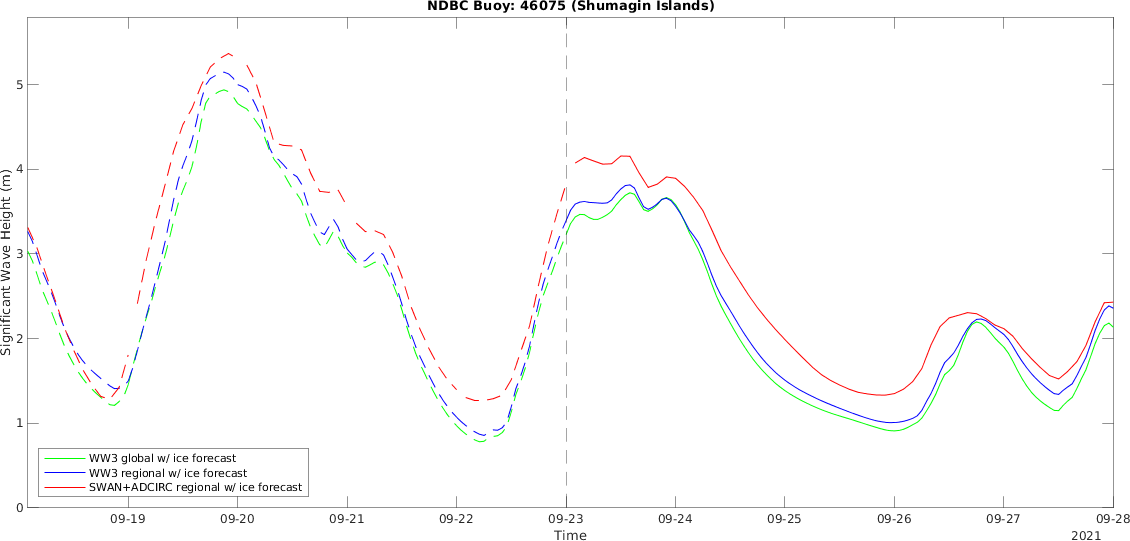 NDBC Buoy: 46075 (Shumagin Islands)
Significant Wave Height (m)
5
4
3
2
1
0
WW3 global w/ ice forecast
WW3 regional w/ ice forecast
SWAN+ADCIRC regional w/ ice forecast
09-19 09-20 09-21 09-22 09-23 09-24 09-25 09-26 09-27 09-28
Time
2021